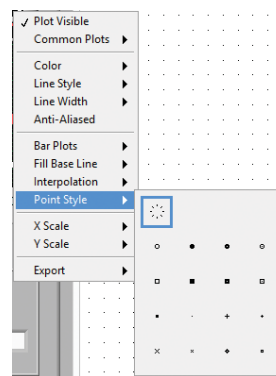 Plot Visible
Common Plots
Color
Line Style
Line Width
Anti-Aliased
Bar Plots
Fill Base Line
Interpolation
Point Style
X Scale
Y Scale
Export